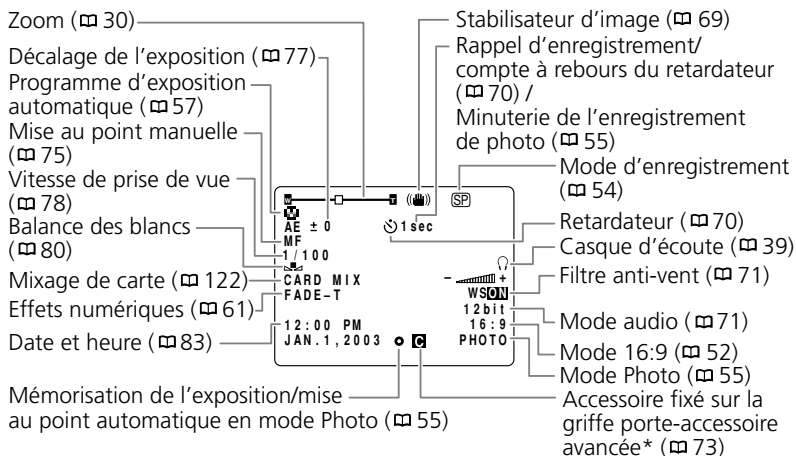 Zoom (30)
Décalage de l'exposition (77)
Programme d'exposition
automatique (57)
Mise au point manuelle
(75)
Vitesse de prise de vue
(78)
Balance des blancs
(80)
Mixage de carte (122)
Effets numériques (61)
Date et heure (83)
Mémorisation de l'exposition/mise
au point automatique en mode Photo (55)
W T SP
M
AE ± 0 1sec
MF
1/100
CARD MIX - +
FADE-T WS ON
12bit
12:00 PM 16:9
JAN.1,2003 C PHOTO
Stabilisateur d'image (69)
Rappel d'enregistrement/
compte à rebours du retardateur
(70) /
Minuterie de l'enregistrement
de photo (55)
Mode d'enregistrement
(54)
Retardateur (70)
Casque d'écoute (39)
Filtre anti-vent (71)
Mode audio (71)
Mode 16:9 (52)
Mode Photo (55)
Accessoire fixé sur la
griffe porte-accessoire
avancée* (73)